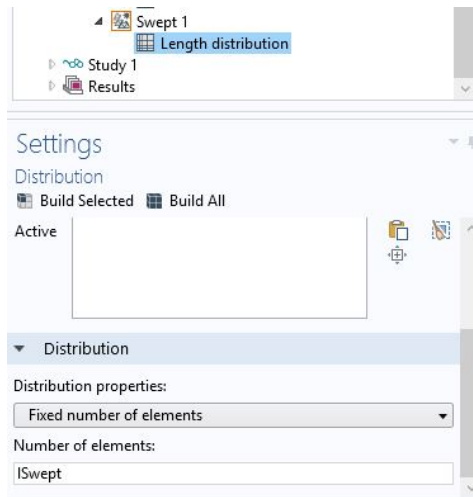 Swept 1
Length distribution
Study 1
Results
Settings
Distribution
Build Selected Build All
Active
Distribution
Distribution properties:
Fixed number of elements
Number of elements:
lSwept